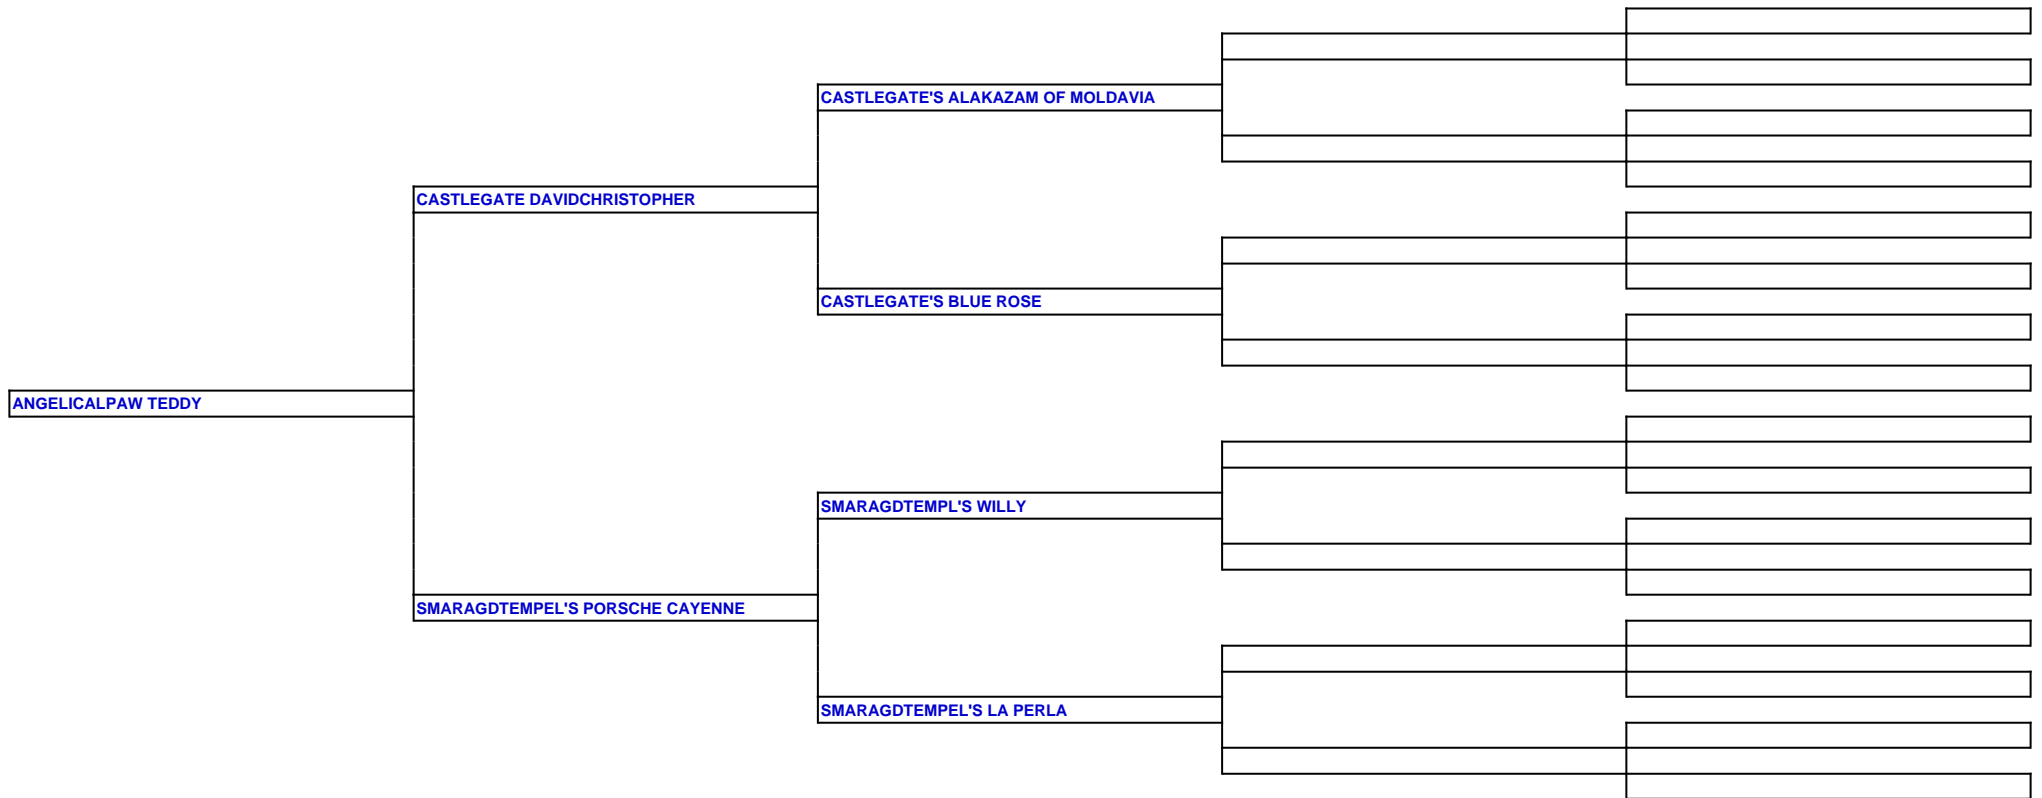 CASTLEGATE'S ALAKAZAM OF MOLDAVIA
CASTLEGATE DAVIDCHRISTOPHER
CASTLEGATE'S BLUE ROSE
ANGELICALPAW TEDDY
SMARAGDTEMPL'S WILLY
SMARAGDTEMPEL'S PORSCHE CAYENNE
SMARAGDTEMPEL'S LA PERLA